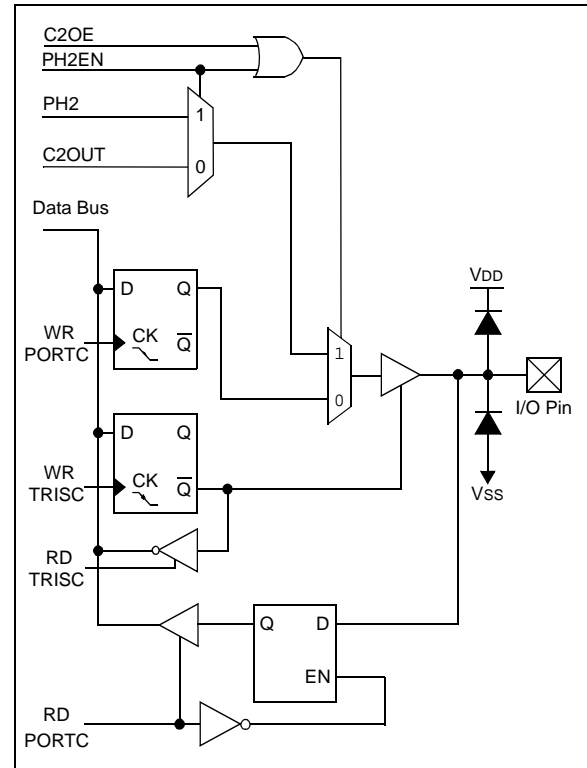 C2OE
PH2EN
PH2
1
C2OUT
0
Data Bus
VDD
D Q
WR
PORTC
CK
Q
1
0
I/O Pin
VSS
D Q
WR
TRISC
CK
Q
RD
TRISC
Q D
EN
RD
PORTC